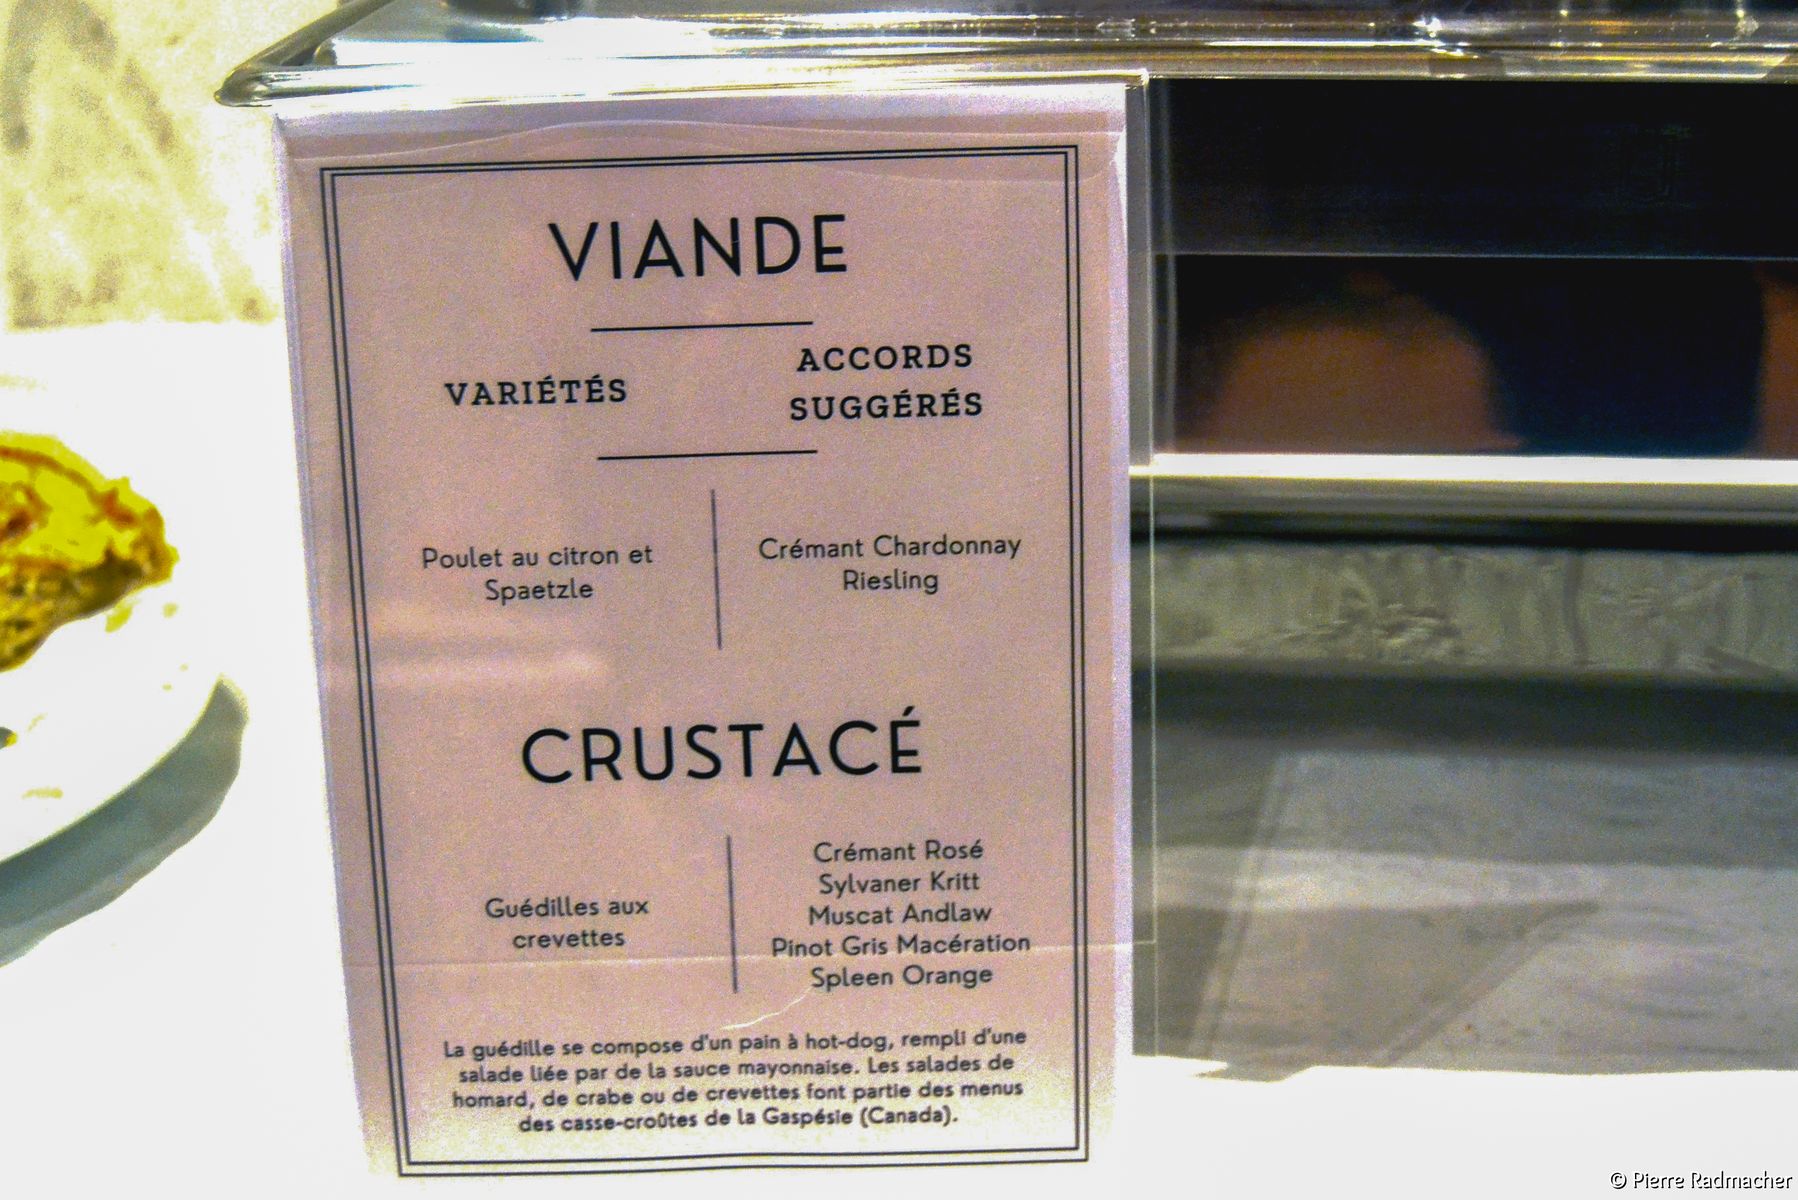 VIANDE
VARIÉTÉS
ACCORDS
SUGGÉRÉS
Poulet au citron et
Spaetzle
Crémant Chardonnay
Riesling
CRUSTACÉ
Guédilles aux
crevettes
Crémant Rosé
Sylvaner Kritt
Muscat Andlaw
Pinot Gris Macération
Spleen Orange
La guédille se compose d'un pain à hot-dog, rempli d'une
salade liée par de la sauce mayonnaise. Les salades de
homard, de crabe ou de crevettes font partie des menus
des casse-croûtes de la Gaspésie (Canada).
© Pierre Radmacher